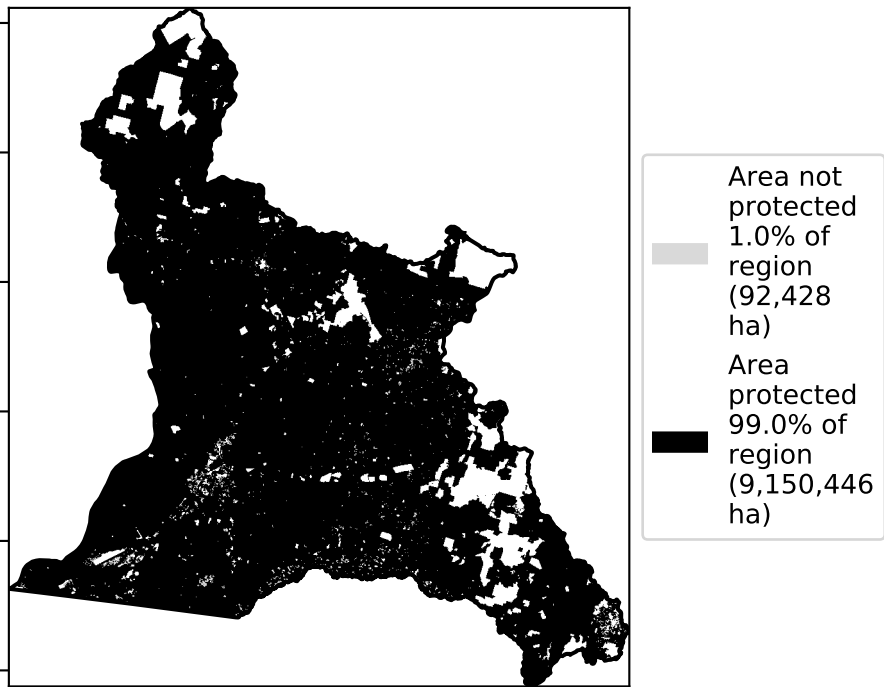 Area not
protected
1.0% of
region
(92,428
ha)
Area
protected
99.0% of
region
(9,150,446
ha)